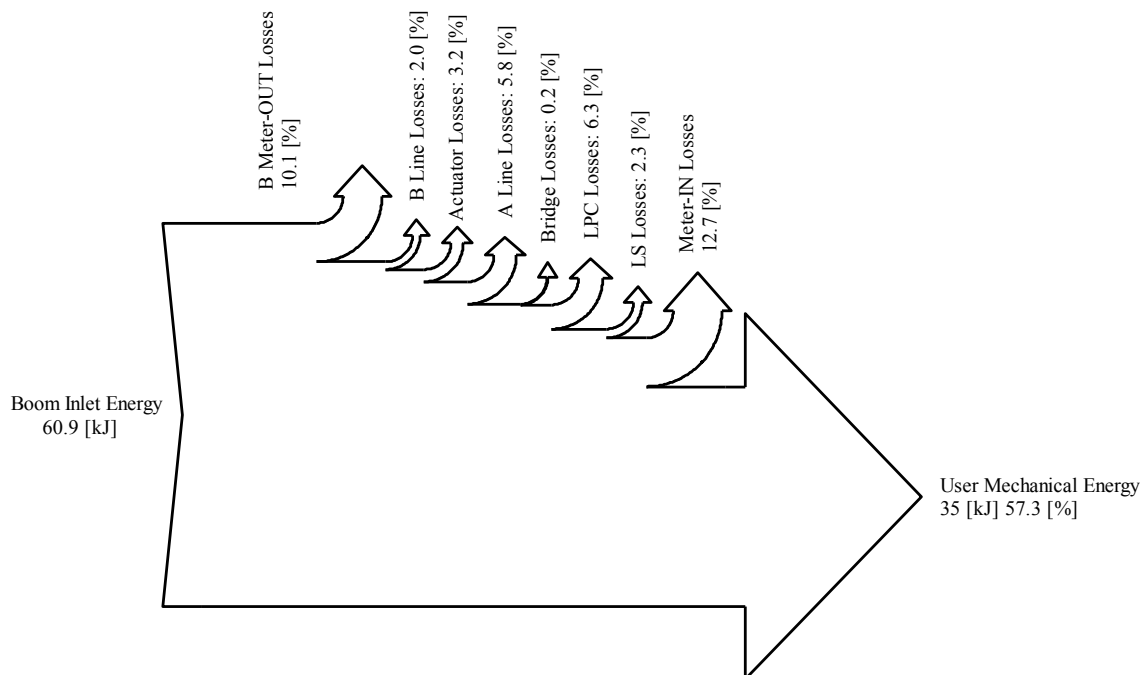 B Meter-OUT Losses
10.1 [%]
B Line Losses: 2.0 [%]
Actuator Losses: 3.2 [%]
A Line Losses: 5.8 [%]
Bridge Losses: 0.2 [%]
LPC Losses: 6.3 [%]
LS Losses: 2.3 [%]
Meter-IN Losses
12.7 [%]
Boom Inlet Energy
60.9 [kJ]
User Mechanical Energy
35 [kJ] 57.3 [%]